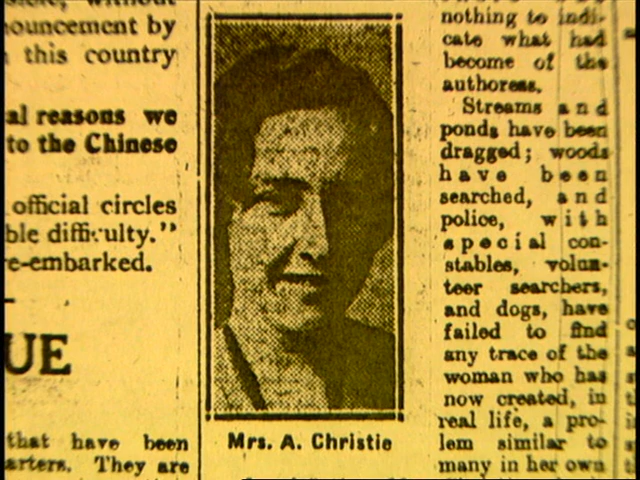 without
nouncement by
this country
al reasons we
to the Chinese
official circles
ble difficulty."
e-embarked.
UE
that have been
arters. They are
Mrs. A. Christie
nothing to indi-
cate what had
become of the
authoress.
Streams and
ponds have been
dragged; woods
have been
searched, and
police, with
special con-
stables, volun-
teer searchers,
and dogs, have
failed to find
any trace of the
woman who has
now created, in
real life, a pro-
lem similar to
many in her own